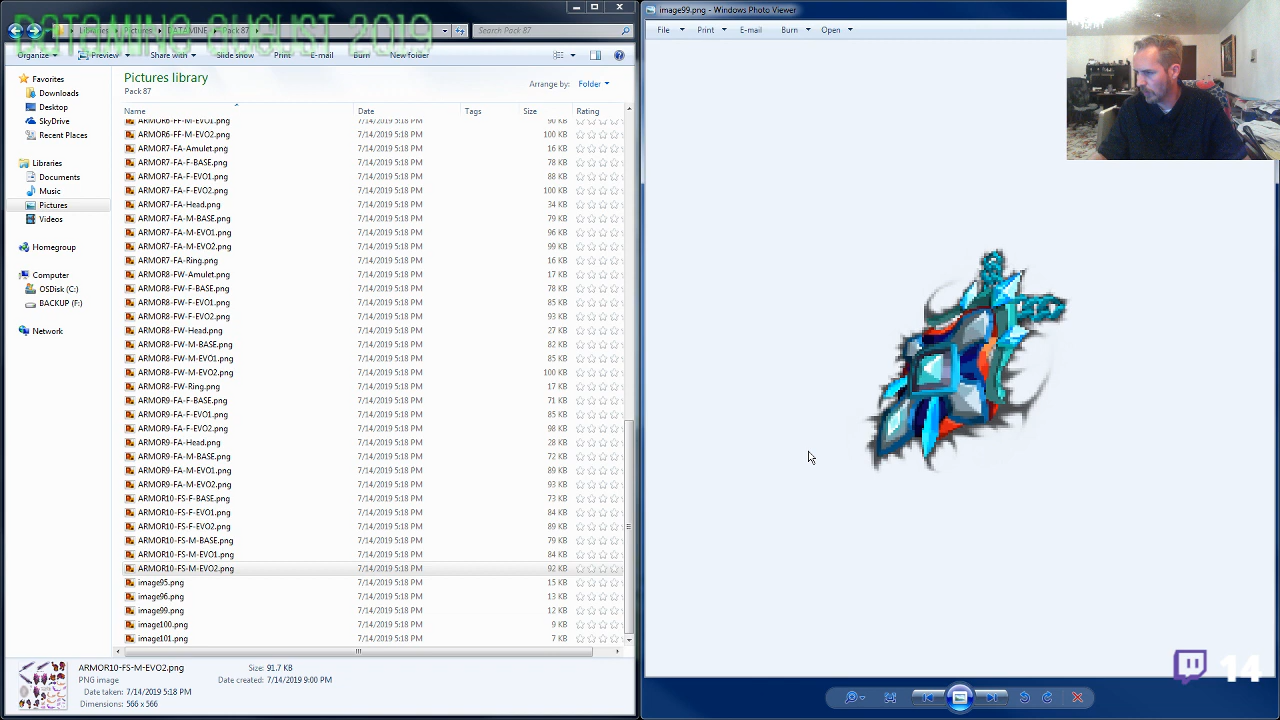 DATAMINE AUGUST 2019
Libraries ▸ Pictures ▸ DATAMINE ▸ Pack 87 ▸
Search Pack 87
Organize Preview Share with Slide show Print E-mail Burn New folder
Pictures library
Pack 87
Arrange by: Folder
Name Date Tags Size Rating
Favorites
Downloads
Desktop
SkyDrive
Recent Places
Libraries
Documents
Music
Pictures
Videos
Homegroup
Computer
OSDisk (C:)
BACKUP (F:)
Network
ARMOR6-FF-M-EVO1.png 7/14/2019 5:18 PM 90 KB
ARMOR6-FF-M-EVO2.png 7/14/2019 5:18 PM 100 KB
ARMOR7-FA-Amulet.png 7/14/2019 5:18 PM 16 KB
ARMOR7-FA-F-BASE.png 7/14/2019 5:18 PM 78 KB
ARMOR7-FA-F-EVO1.png 7/14/2019 5:18 PM 88 KB
ARMOR7-FA-F-EVO2.png 7/14/2019 5:18 PM 100 KB
ARMOR7-FA-Head.png 7/14/2019 5:18 PM 34 KB
ARMOR7-FA-M-BASE.png 7/14/2019 5:18 PM 79 KB
ARMOR7-FA-M-EVO1.png 7/14/2019 5:18 PM 96 KB
ARMOR7-FA-M-EVO2.png 7/14/2019 5:18 PM 99 KB
ARMOR7-FA-Ring.png 7/14/2019 5:18 PM 16 KB
ARMOR8-FW-Amulet.png 7/14/2019 5:18 PM 17 KB
ARMOR8-FW-F-BASE.png 7/14/2019 5:18 PM 78 KB
ARMOR8-FW-F-EVO1.png 7/14/2019 5:18 PM 85 KB
ARMOR8-FW-F-EVO2.png 7/14/2019 5:18 PM 93 KB
ARMOR8-FW-Head.png 7/14/2019 5:18 PM 27 KB
ARMOR8-FW-M-BASE.png 7/14/2019 5:18 PM 82 KB
ARMOR8-FW-M-EVO1.png 7/14/2019 5:18 PM 85 KB
ARMOR8-FW-M-EVO2.png 7/14/2019 5:18 PM 100 KB
ARMOR8-FW-Ring.png 7/14/2019 5:18 PM 17 KB
ARMOR9-FA-F-BASE.png 7/14/2019 5:18 PM 71 KB
ARMOR9-FA-F-EVO1.png 7/14/2019 5:18 PM 85 KB
ARMOR9-FA-F-EVO2.png 7/14/2019 5:18 PM 98 KB
ARMOR9-FA-Head.png 7/14/2019 5:18 PM 28 KB
ARMOR9-FA-M-BASE.png 7/14/2019 5:18 PM 72 KB
ARMOR9-FA-M-EVO1.png 7/14/2019 5:18 PM 89 KB
ARMOR9-FA-M-EVO2.png 7/14/2019 5:18 PM 93 KB
ARMOR10-FS-F-BASE.png 7/14/2019 5:18 PM 73 KB
ARMOR10-FS-F-EVO1.png 7/14/2019 5:18 PM 84 KB
ARMOR10-FS-F-EVO2.png 7/14/2019 5:18 PM 89 KB
ARMOR10-FS-M-BASE.png 7/14/2019 5:18 PM 79 KB
ARMOR10-FS-M-EVO1.png 7/14/2019 5:18 PM 84 KB
ARMOR10-FS-M-EVO2.png 7/14/2019 5:18 PM 92 KB
image95.png 7/14/2019 5:18 PM 15 KB
image96.png 7/14/2019 5:18 PM 13 KB
image99.png 7/14/2019 5:18 PM 12 KB
image100.png 7/14/2019 5:18 PM 9 KB
image101.png 7/14/2019 5:18 PM 7 KB
ARMOR10-FS-M-EVO2.png Size: 91.7 KB
PNG image Date created: 7/14/2019 9:00 PM
Date taken: 7/14/2019 5:18 PM
Dimensions: 566 x 566
image99.png - Windows Photo Viewer
File Print E-mail Burn Open
14